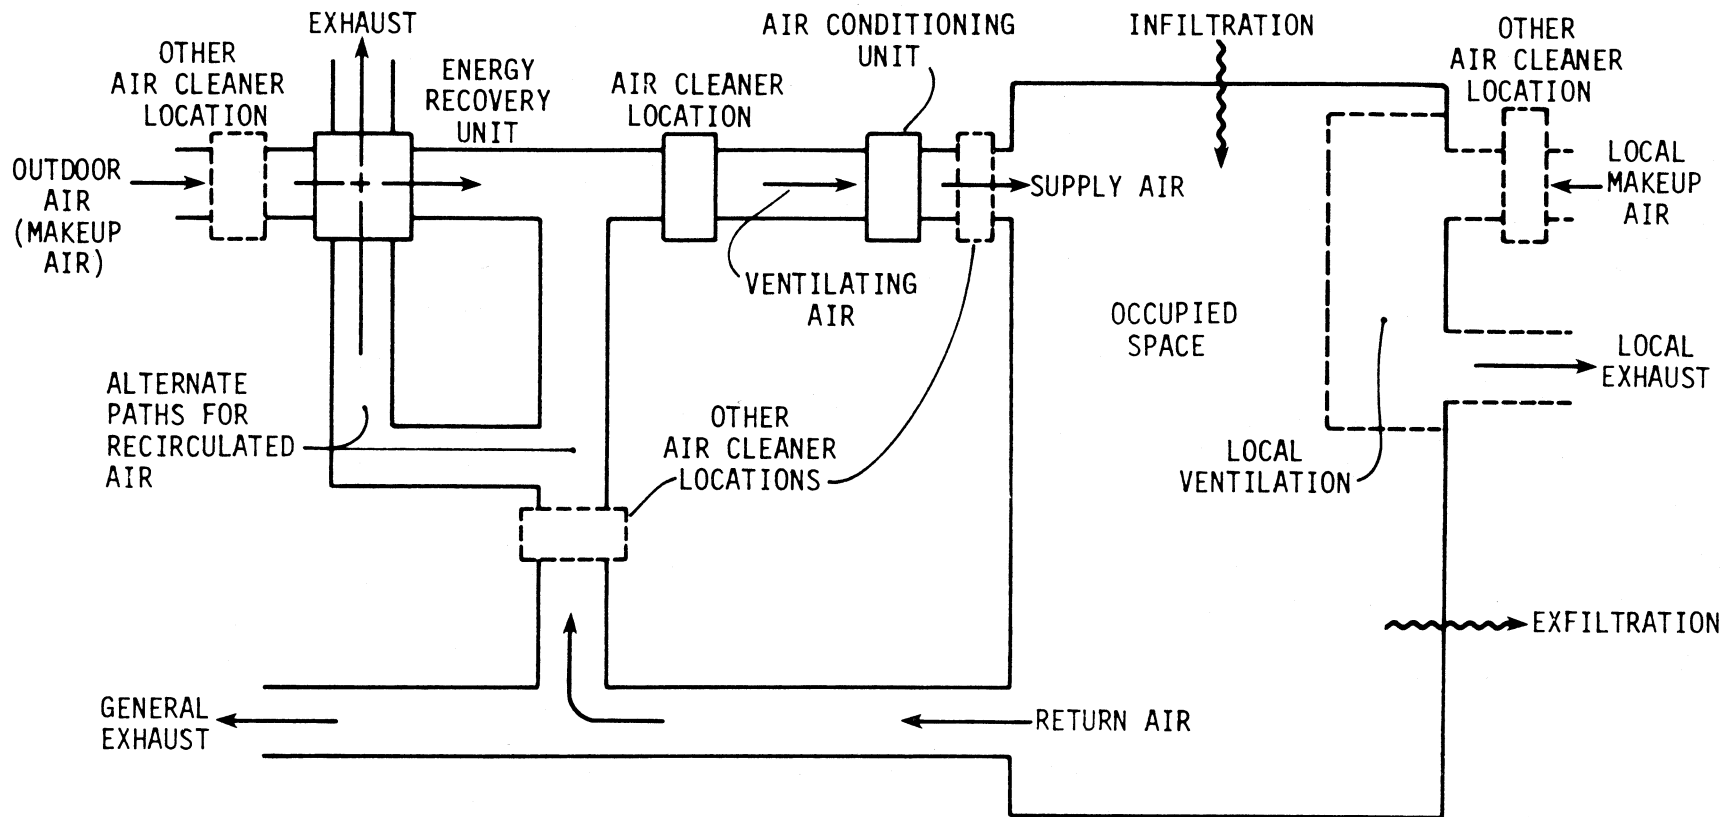 EXHAUST
OTHER
AIR CLEANER
LOCATION
ENERGY
RECOVERY
UNIT
AIR CLEANER
LOCATION
AIR CONDITIONING
UNIT
INFILTRATION
OTHER
AIR CLEANER
LOCATION
OUTDOOR
AIR
(MAKEUP
AIR)
SUPPLY AIR
LOCAL
MAKEUP
AIR
VENTILATING
AIR
OCCUPIED
SPACE
LOCAL
EXHAUST
ALTERNATE
PATHS FOR
RECIRCULATED
AIR
OTHER
AIR CLEANER
LOCATIONS
LOCAL
VENTILATION
EXFILTRATION
GENERAL
EXHAUST
RETURN AIR